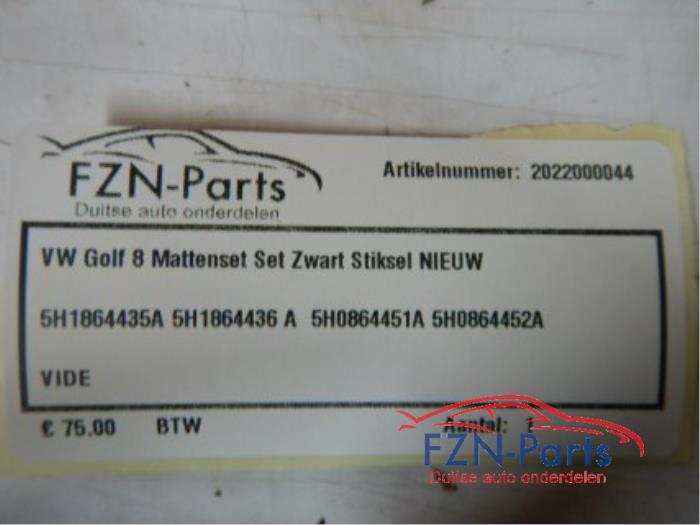 FZN-Parts
Duitse auto onderdelen
Artikelnummer: 2022000044
VW Golf 8 Mattenset Set Zwart Stiksel NIEUW
5H1864435A 5H1864436 A 5H0864451A 5H0864452A
VIDE
€ 75.00 BTW Aantal:
FZN-Parts
Duitse auto onderdelen